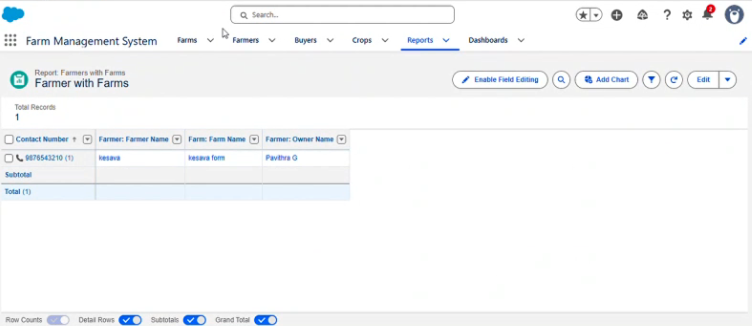 Search...
2
Farm Management System
Farms
Farmers
Buyers
Crops
Reports
Dashboards
Report: Farmers with Farms
Farmer with Farms
Enable Field Editing
Add Chart
Edit
Total Records
1
Contact Number ↑ Farmer: Farmer Name Farm: Farm Name Farmer: Owner Name
9876543210 (1) kesava kesava form Pavithra G
Subtotal
Total (1)
Row Counts Detail Rows Subtotals Grand Total